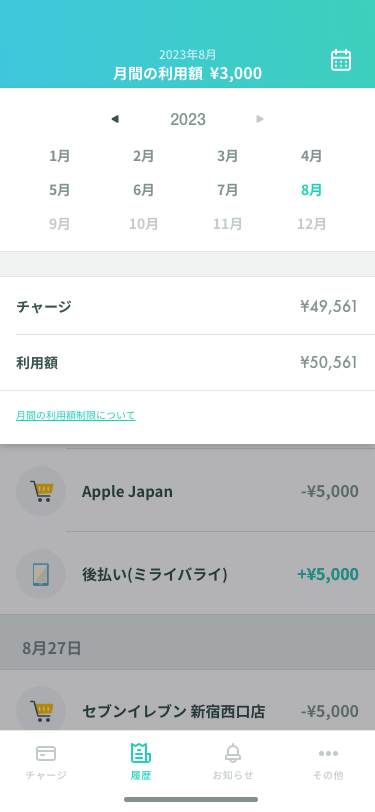 2023年8月
月間の利用額 ¥3,000
◀ 2023 ▶
1月 2月 3月 4月
5月 6月 7月 8月
9月 10月 11月 12月
チャージ ¥49,561
利用額 ¥50,561
月間の利用額制限について
Apple Japan -¥5,000
後払い(ミライバライ) +¥5,000
8月27日
セブンイレブン 新宿西口店 -¥5,000
チャージ 履歴 お知らせ その他